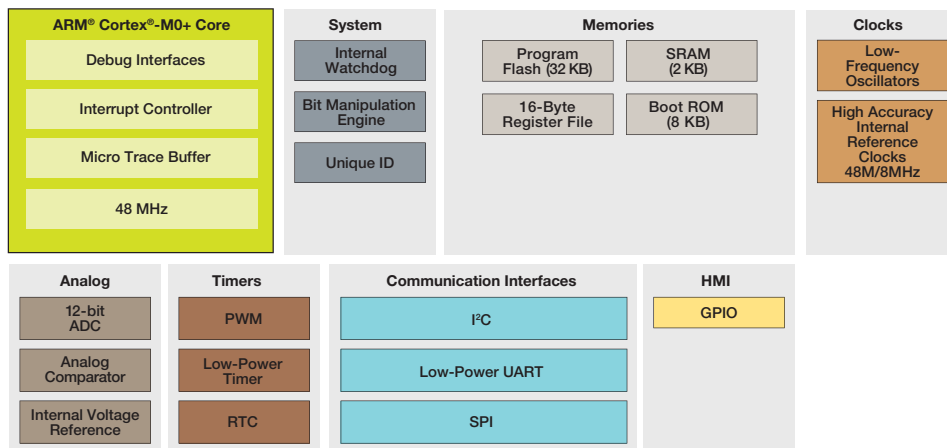 ARM® Cortex®-M0+ Core
Debug Interfaces
Interrupt Controller
Micro Trace Buffer
48 MHz
System
Internal
Watchdog
Bit Manipulation
Engine
Unique ID
Memories
Program
Flash (32 KB)
SRAM
(2 KB)
16-Byte
Register File
Boot ROM
(8 KB)
Clocks
Low-
Frequency
Oscillators
High Accuracy
Internal
Reference
Clocks
48M/8MHz
Analog
12-bit
ADC
Analog
Comparator
Internal Voltage
Reference
Timers
PWM
Low-Power
Timer
RTC
Communication Interfaces
I²C
Low-Power UART
SPI
HMI
GPIO